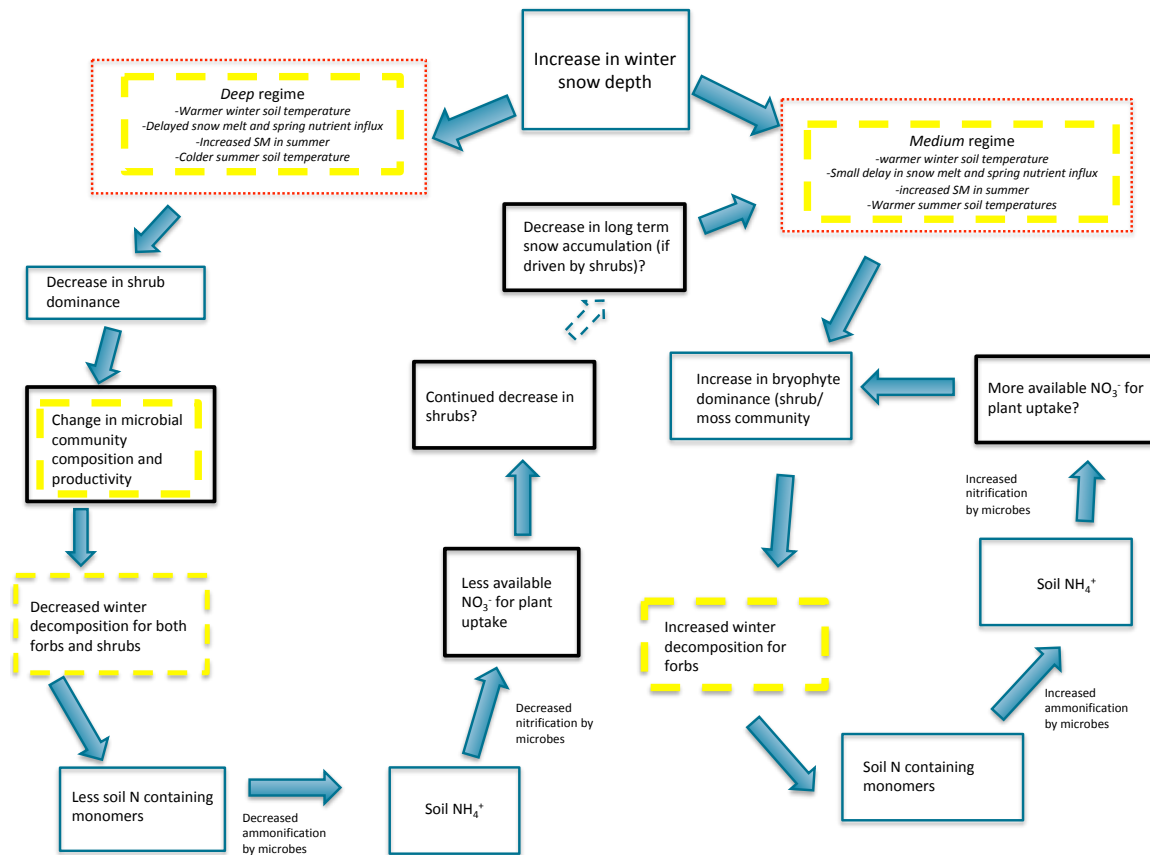 Increase in winter
snow depth
Deep regime
-Warmer winter soil temperature
-Delayed snow melt and spring nutrient influx
-Increased SM in summer
-Colder summer soil temperature
Medium regime
-warmer winter soil temperature
-Small delay in snow melt and spring nutrient influx
-increased SM in summer
-Warmer summer soil temperatures
Decrease in long term
snow accumulation (if
driven by shrubs)?
Decrease in shrub
dominance
Continued decrease in
shrubs?
Increase in bryophyte
dominance (shrub/
moss community
More available NO₃⁻ for
plant uptake?
Change in microbial
community
composition and
productivity
Increased
nitrification
by microbes
Less available
NO₃⁻ for plant
uptake
Soil NH₄⁺
Decreased winter
decomposition for both
forbs and shrubs
Increased winter
decomposition for
forbs
Decreased
nitrification by
microbes
Increased
ammonification
by microbes
Less soil N containing
monomers
Decreased
ammonification
by microbes
Soil NH₄⁺
Soil N containing
monomers